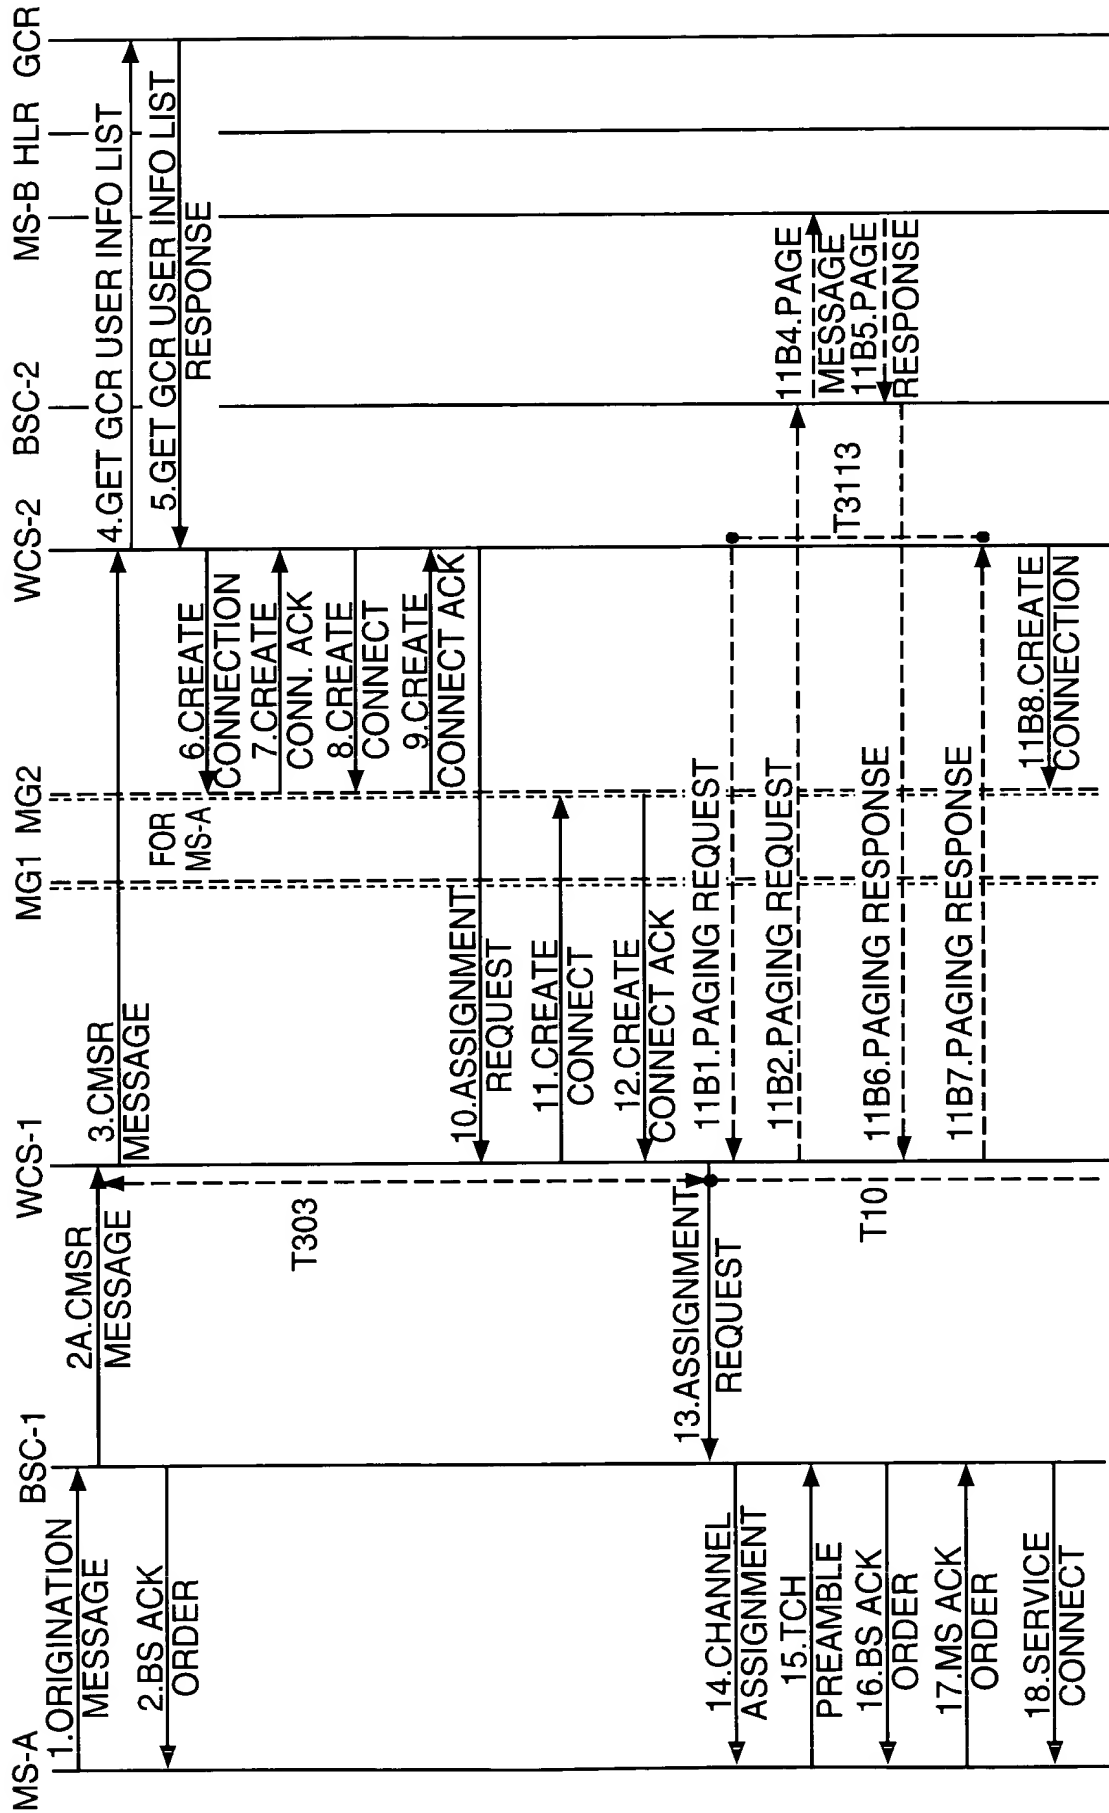 MS-A
BSC-1
WCS-1
MG1
MG2
WCS-2
BSC-2
MS-B
HLR
GCR
1.ORIGINATION
MESSAGE
2A.CMSR
MESSAGE
3.CMSR
MESSAGE
4.GET GCR USER INFO LIST
2.BS ACK
ORDER
5.GET GCR USER INFO LIST
RESPONSE
FOR
MS-A
6.CREATE
CONNECTION
7.CREATE
CONN. ACK
T303
8.CREATE
CONNECT
9.CREATE
CONNECT ACK
10.ASSIGNMENT
REQUEST
11.CREATE
CONNECT
12.CREATE
CONNECT ACK
13.ASSIGNMENT
REQUEST
11B1.PAGING REQUEST
14.CHANNEL
ASSIGNMENT
11B2.PAGING REQUEST
11B4.PAGE
MESSAGE
15.TCH
PREAMBLE
T3113
T10
11B5.PAGE
RESPONSE
16.BS ACK
ORDER
11B6.PAGING RESPONSE
17.MS ACK
ORDER
11B7.PAGING RESPONSE
18.SERVICE
CONNECT
11B8.CREATE
CONNECTION